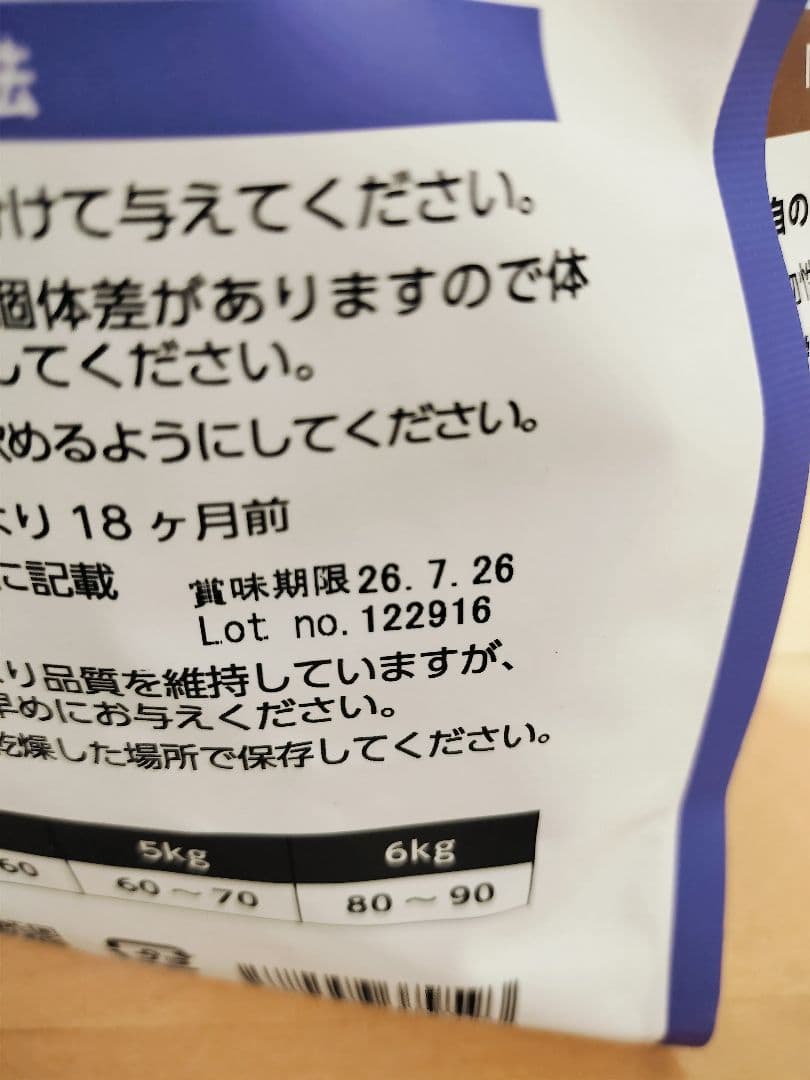 法
けて与えてください。
個体差がありますので体
してください。
飲めるようにしてください。
より 18 ヶ月前
に記載
賞味期限 26. 7. 26
Lot no. 122916
り品質を維持していますが、
早めにお与えください。
乾燥した場所で保存してください。
5kg 6kg
60 60～70 80～90
自の